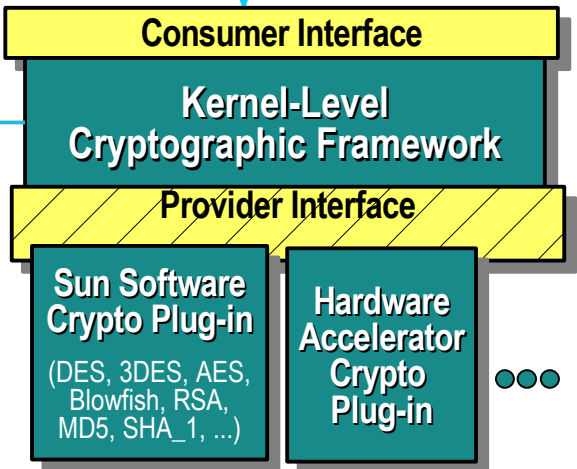 Consumer Interface
Kernel-Level
Cryptographic Framework
Provider Interface
Sun Software
Crypto Plug-in
(DES, 3DES, AES,
Blowfish, RSA,
MD5, SHA_1, ...)
Hardware
Accelerator
Crypto
Plug-in